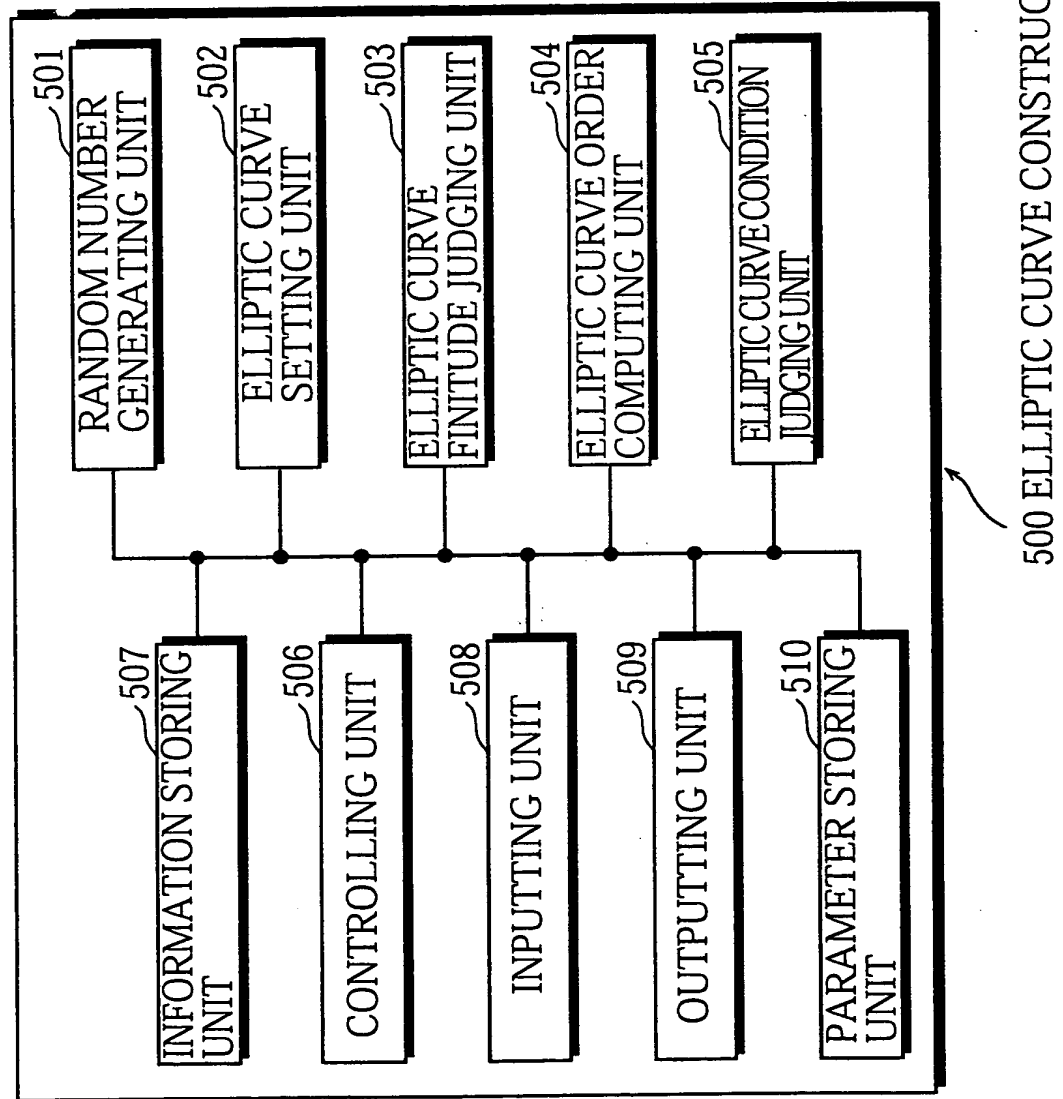 507
INFORMATION STORING
UNIT
506
CONTROLLING UNIT
508
INPUTTING UNIT
509
OUTPUTTING UNIT
510
PARAMETER STORING
UNIT
501
RANDOM NUMBER
GENERATING UNIT
502
ELLIPTIC CURVE
SETTING UNIT
503
ELLIPTIC CURVE
FINITUDE JUDGING UNIT
504
ELLIPTIC CURVE ORDER
COMPUTING UNIT
505
ELLIPTIC CURVE CONDITION
JUDGING UNIT
500 ELLIPTIC CURVE